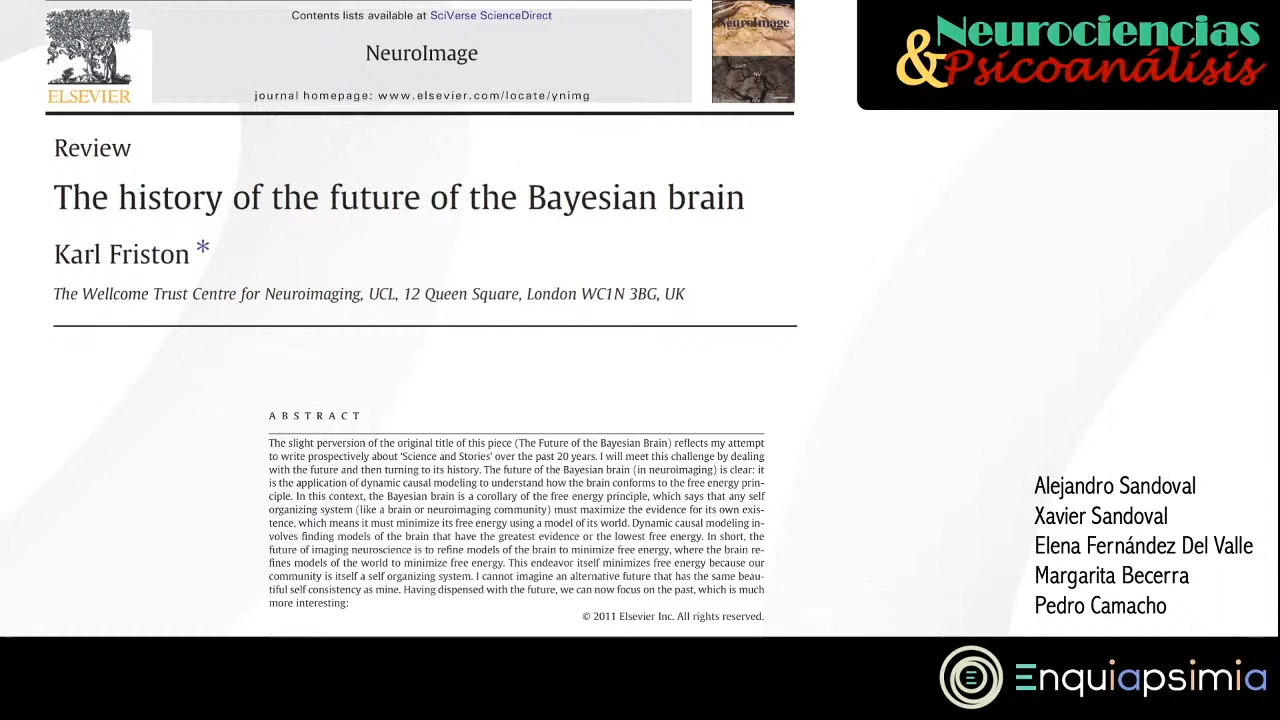 Contents lists available at SciVerse ScienceDirect
NeuroImage
journal homepage: www.elsevier.com/locate/ynimg
ELSEVIER
NeuroImage
Neurociencias
&Psicoanálisis
Review
The history of the future of the Bayesian brain
Karl Friston *
The Wellcome Trust Centre for Neuroimaging, UCL, 12 Queen Square, London WC1N 3BG, UK
ABSTRACT
The slight perversion of the original title of this piece (The Future of the Bayesian Brain) reflects my attempt
to write prospectively about 'Science and Stories' over the past 20 years. I will meet this challenge by dealing
with the future and then turning to its history. The future of the Bayesian brain (in neuroimaging) is clear: it
is the application of dynamic causal modeling to understand how the brain conforms to the free energy prin-
ciple. In this context, the Bayesian brain is a corollary of the free energy principle, which says that any self
organizing system (like a brain or neuroimaging community) must maximize the evidence for its own exis-
tence, which means it must minimize its free energy using a model of its world. Dynamic causal modeling in-
volves finding models of the brain that have the greatest evidence or the lowest free energy. In short, the
future of imaging neuroscience is to refine models of the brain to minimize free energy, where the brain re-
fines models of the world to minimize free energy. This endeavor itself minimizes free energy because our
community is itself a self organizing system. I cannot imagine an alternative future that has the same beau-
tiful self consistency as mine. Having dispensed with the future, we can now focus on the past, which is much
more interesting:
© 2011 Elsevier Inc. All rights reserved.
Alejandro Sandoval
Xavier Sandoval
Elena Fernández Del Valle
Margarita Becerra
Pedro Camacho
Enquiapsimia